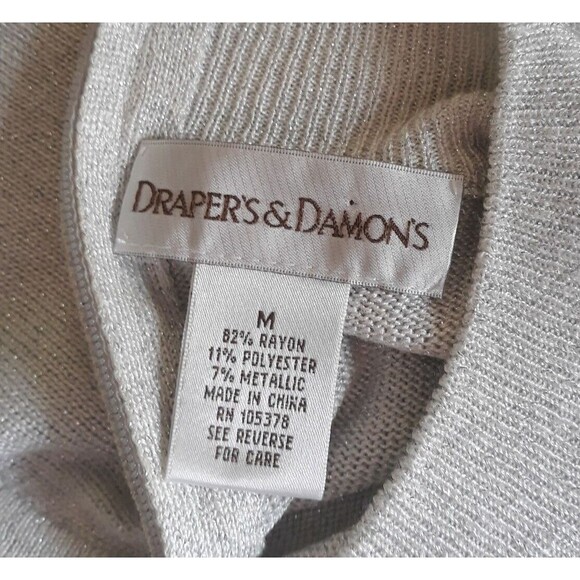 DRAPER'S & DAMON'S
M
82% RAYON
11% POLYESTER
7% METALLIC
MADE IN CHINA
RN 105378
SEE REVERSE
FOR CARE